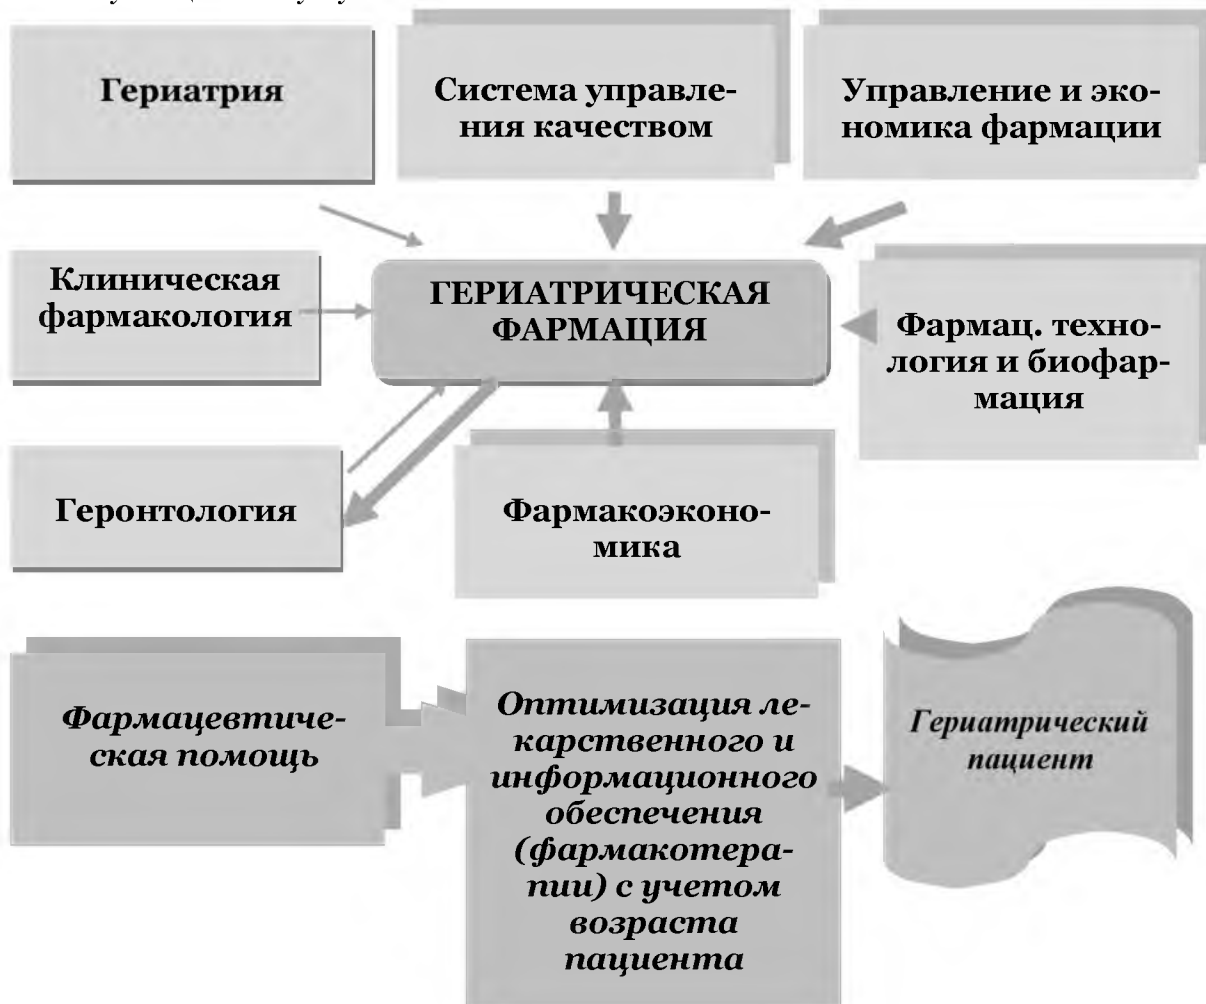 Гериатрия
Система управле-
ния качеством
Управление и эко-
номика фармации
Клиническая
фармакология
ГЕРИАТРИЧЕСКАЯ
ФАРМАЦИЯ
Фармац. техно-
логия и биофар-
мация
Геронтология
Фармакоэконо-
мика
Фармацевтиче-
ская помощь
Оптимизация ле-
карственного и
информационного
обеспечения
(фармакотера-
пии) с учетом
возраста
пациента
Гериатрический
пациент